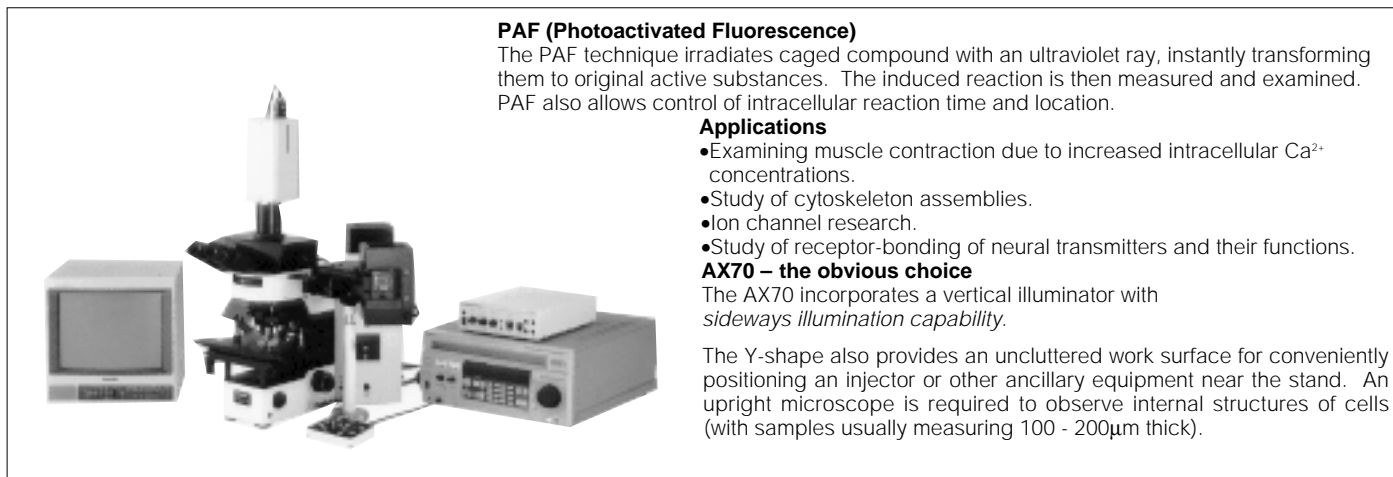 PAF (Photoactivated Fluorescence)
The PAF technique irradiates caged compound with an ultraviolet ray, instantly transforming
them to original active substances.  The induced reaction is then measured and examined.
PAF also allows control of intracellular reaction time and location.
Applications
•Examining muscle contraction due to increased intracellular Ca²⁺
concentrations.
•Study of cytoskeleton assemblies.
•Ion channel research.
•Study of receptor-bonding of neural transmitters and their functions.
AX70 – the obvious choice
The AX70 incorporates a vertical illuminator with
sideways illumination capability.
The Y-shape also provides an uncluttered work surface for conveniently
positioning an injector or other ancillary equipment near the stand.  An
upright microscope is required to observe internal structures of cells
(with samples usually measuring 100 - 200μm thick).